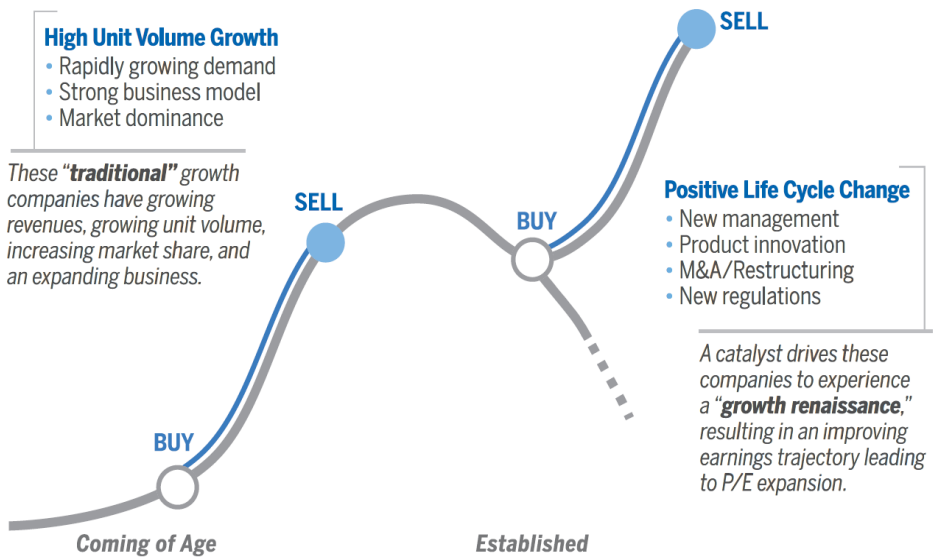 High Unit Volume Growth
• Rapidly growing demand
• Strong business model
• Market dominance
These “traditional” growth
companies have growing
revenues, growing unit volume,
increasing market share, and
an expanding business.
BUY
SELL
Coming of Age
BUY
SELL
Established
Positive Life Cycle Change
• New management
• Product innovation
• M&A/Restructuring
• New regulations
A catalyst drives these
companies to experience
a “growth renaissance,”
resulting in an improving
earnings trajectory leading
to P/E expansion.